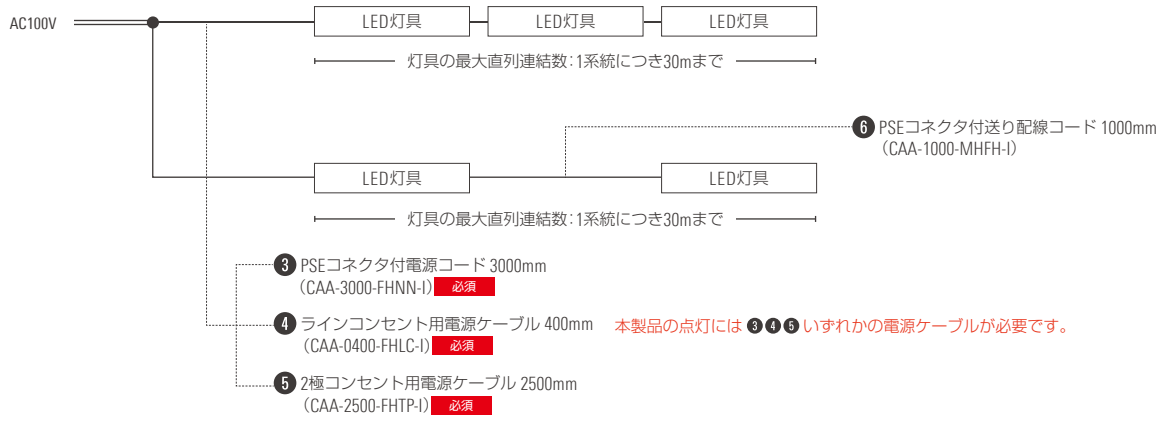 AC100V
LED灯具 LED灯具 LED灯具
灯具の最大直列連結数:1系統につき30mまで
❻ PSEコネクタ付送り配線コード 1000mm
（CAA-1000-MHFH-I）
LED灯具 LED灯具
灯具の最大直列連結数:1系統につき30mまで
❸ PSEコネクタ付電源コード 3000mm
（CAA-3000-FHNN-I） 必須
❹ ラインコンセント用電源ケーブル 400mm 本製品の点灯には ❸❹❺ いずれかの電源ケーブルが必要です。
（CAA-0400-FHLC-I） 必須
❺ 2極コンセント用電源ケーブル 2500mm
（CAA-2500-FHTP-I） 必須